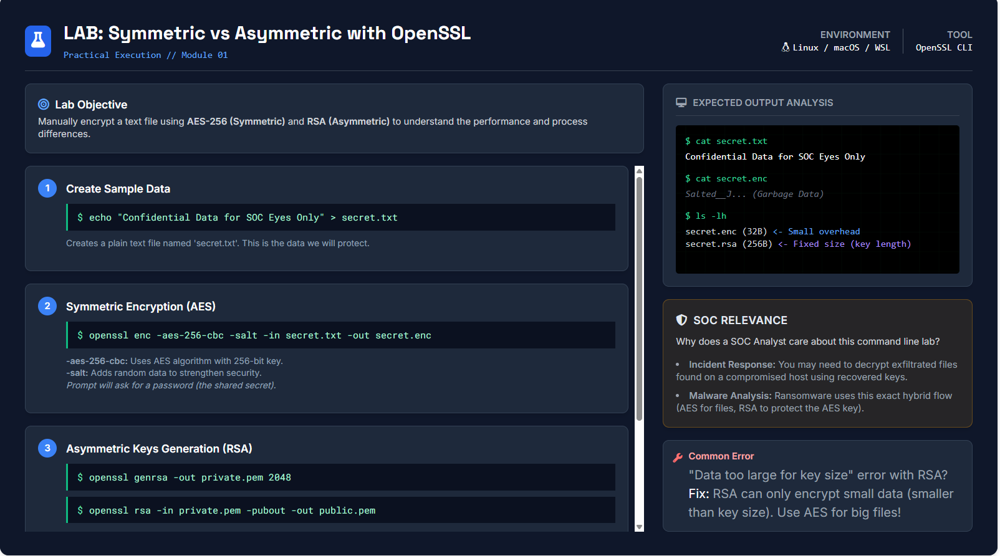 LAB: Symmetric vs Asymmetric with OpenSSL
Practical Execution // Module 01
ENVIRONMENT
Linux / macOS / WSL
TOOL
OpenSSL CLI
Lab Objective
Manually encrypt a text file using AES-256 (Symmetric) and RSA (Asymmetric) to understand the performance and process
differences.
1
Create Sample Data
$ echo "Confidential Data for SOC Eyes Only" > secret.txt
Creates a plain text file named 'secret.txt'. This is the data we will protect.
2
Symmetric Encryption (AES)
$ openssl enc -aes-256-cbc -salt -in secret.txt -out secret.enc
-aes-256-cbc: Uses AES algorithm with 256-bit key.
-salt: Adds random data to strengthen security.
Prompt will ask for a password (the shared secret).
3
Asymmetric Keys Generation (RSA)
$ openssl genrsa -out private.pem 2048
$ openssl rsa -in private.pem -pubout -out public.pem
EXPECTED OUTPUT ANALYSIS
$ cat secret.txt
Confidential Data for SOC Eyes Only
$ cat secret.enc
Salted__J... (Garbage Data)
$ ls -lh
secret.enc (32B) <- Small overhead
secret.rsa (256B) <- Fixed size (key length)
SOC RELEVANCE
Why does a SOC Analyst care about this command line lab?
• Incident Response: You may need to decrypt exfiltrated files
found on a compromised host using recovered keys.
• Malware Analysis: Ransomware uses this exact hybrid flow
(AES for files, RSA to protect the AES key).
Common Error
"Data too large for key size" error with RSA?
Fix: RSA can only encrypt small data (smaller
than key size). Use AES for big files!